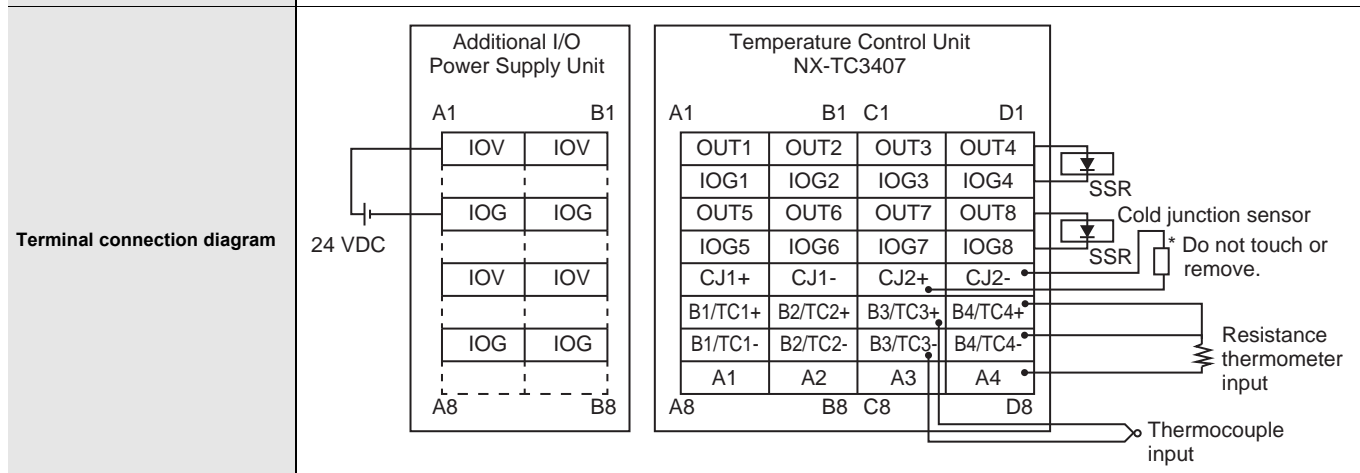 Terminal connection diagram
Additional I/O
Power Supply Unit
A1 B1
IOV IOV
IOG IOG
IOV IOV
IOG IOG
A8 B8
24 VDC
Temperature Control Unit
NX-TC3407
A1 B1 C1 D1
OUT1 OUT2 OUT3 OUT4
IOG1 IOG2 IOG3 IOG4
OUT5 OUT6 OUT7 OUT8
IOG5 IOG6 IOG7 IOG8
CJ1+ CJ1- CJ2+ CJ2-
B1/TC1+ B2/TC2+ B3/TC3+ B4/TC4+
B1/TC1- B2/TC2- B3/TC3- B4/TC4-
A1 A2 A3 A4
A8 B8 C8 D8
SSR
Cold junction sensor
SSR
* Do not touch or
remove.
Resistance
thermometer
input
Thermocouple
input